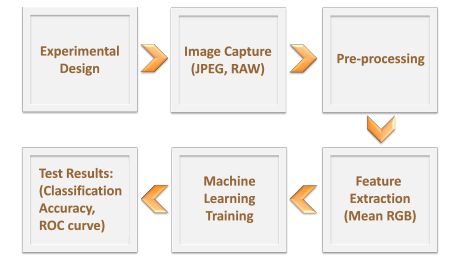 Experimental
Design
Image Capture
(JPEG, RAW)
Pre-processing
Feature
Extraction
(Mean RGB)
Machine
Learning
Training
Test Results:
(Classification
Accuracy,
ROC curve)